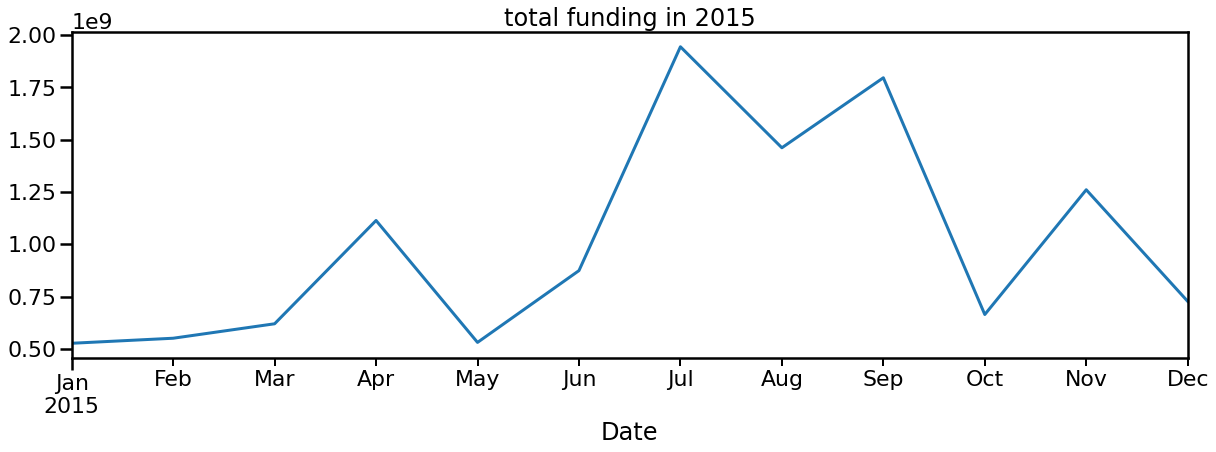 total funding in 2015
1e9
2.00
1.75
1.50
1.25
1.00
0.75
0.50
Jan Feb Mar Apr May Jun Jul Aug Sep Oct Nov Dec
2015
Date